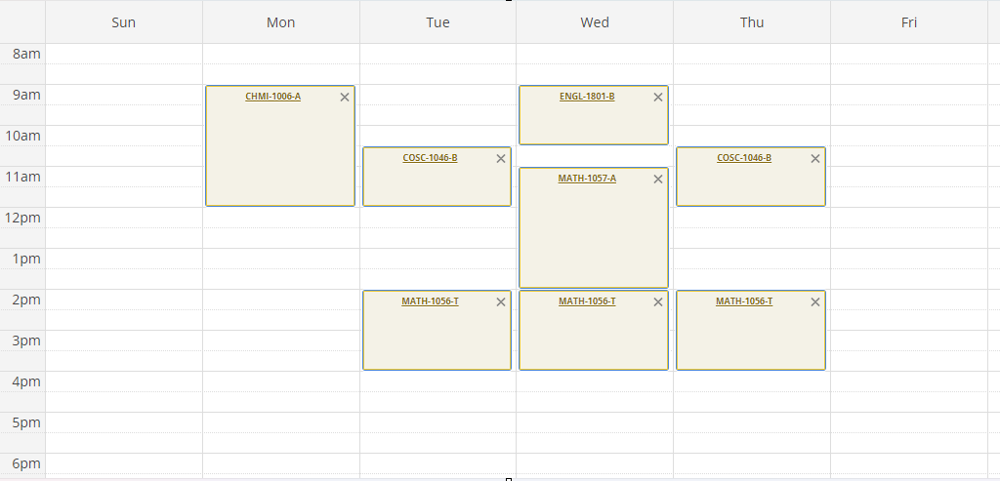 Sun Mon Tue Wed Thu Fri
8am
9am CHMI-1006-A ENGL-1801-B
10am
COSC-1046-B COSC-1046-B
11am MATH-1057-A
12pm
1pm
2pm MATH-1056-T MATH-1056-T MATH-1056-T
3pm
4pm
5pm
6pm